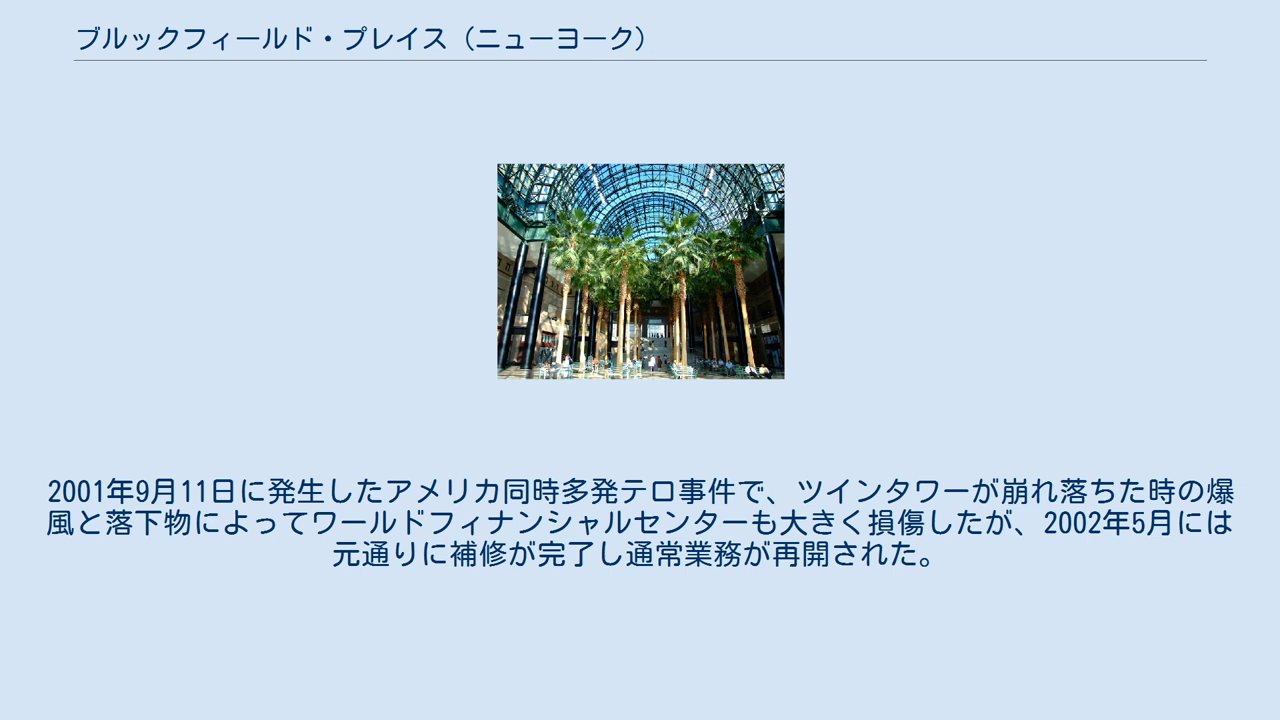 ブルックフィールド・プレイス（ニューヨーク）
2001年9月11日に発生したアメリカ同時多発テロ事件で、ツインタワーが崩れ落ちた時の爆
風と落下物によってワールドフィナンシャルセンターも大きく損傷したが、2002年5月には
元通りに補修が完了し通常業務が再開された。